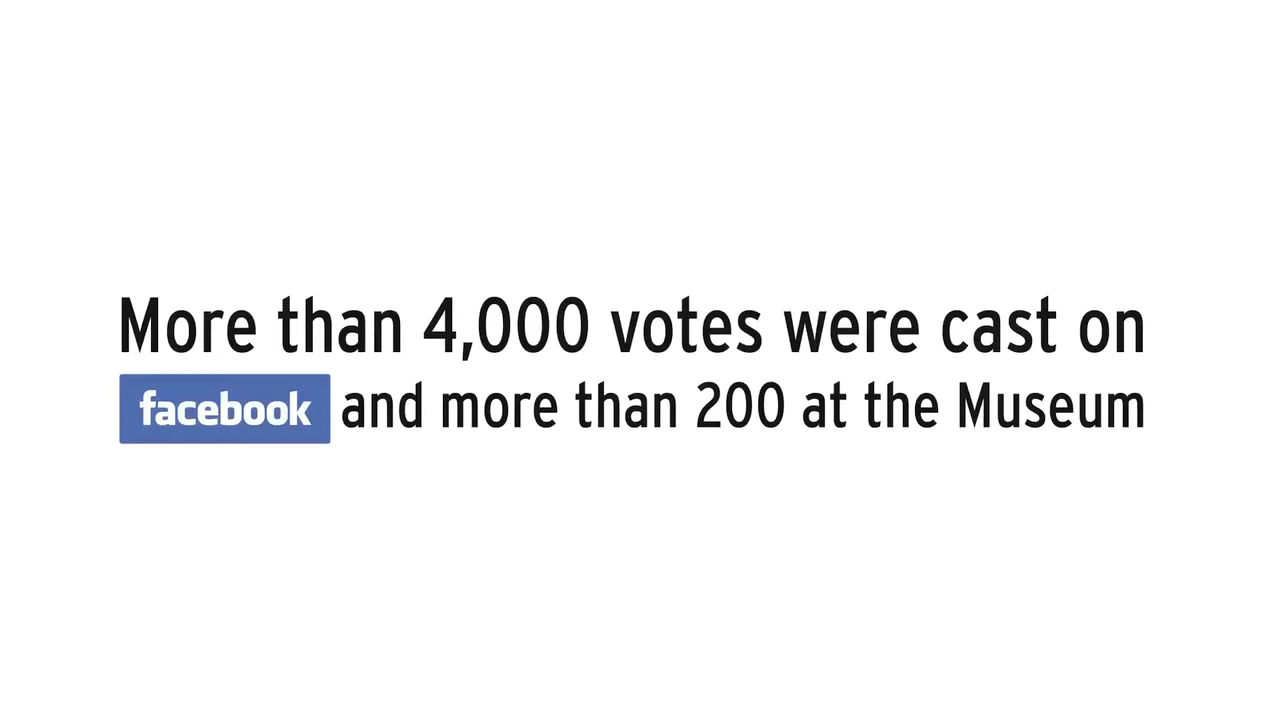 More than 4,000 votes were cast on
facebook and more than 200 at the Museum